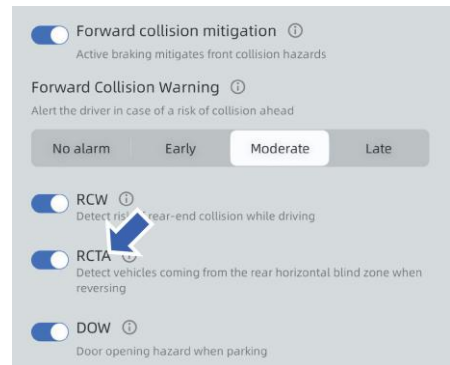 Forward collision mitigation
Active braking mitigates front collision hazards
Forward Collision Warning
Alert the driver in case of a risk of collision ahead
No alarm Early Moderate Late
RCW
Detect risk of rear-end collision while driving
RCTA
Detect vehicles coming from the rear horizontal blind zone when
reversing
DOW
Door opening hazard when parking